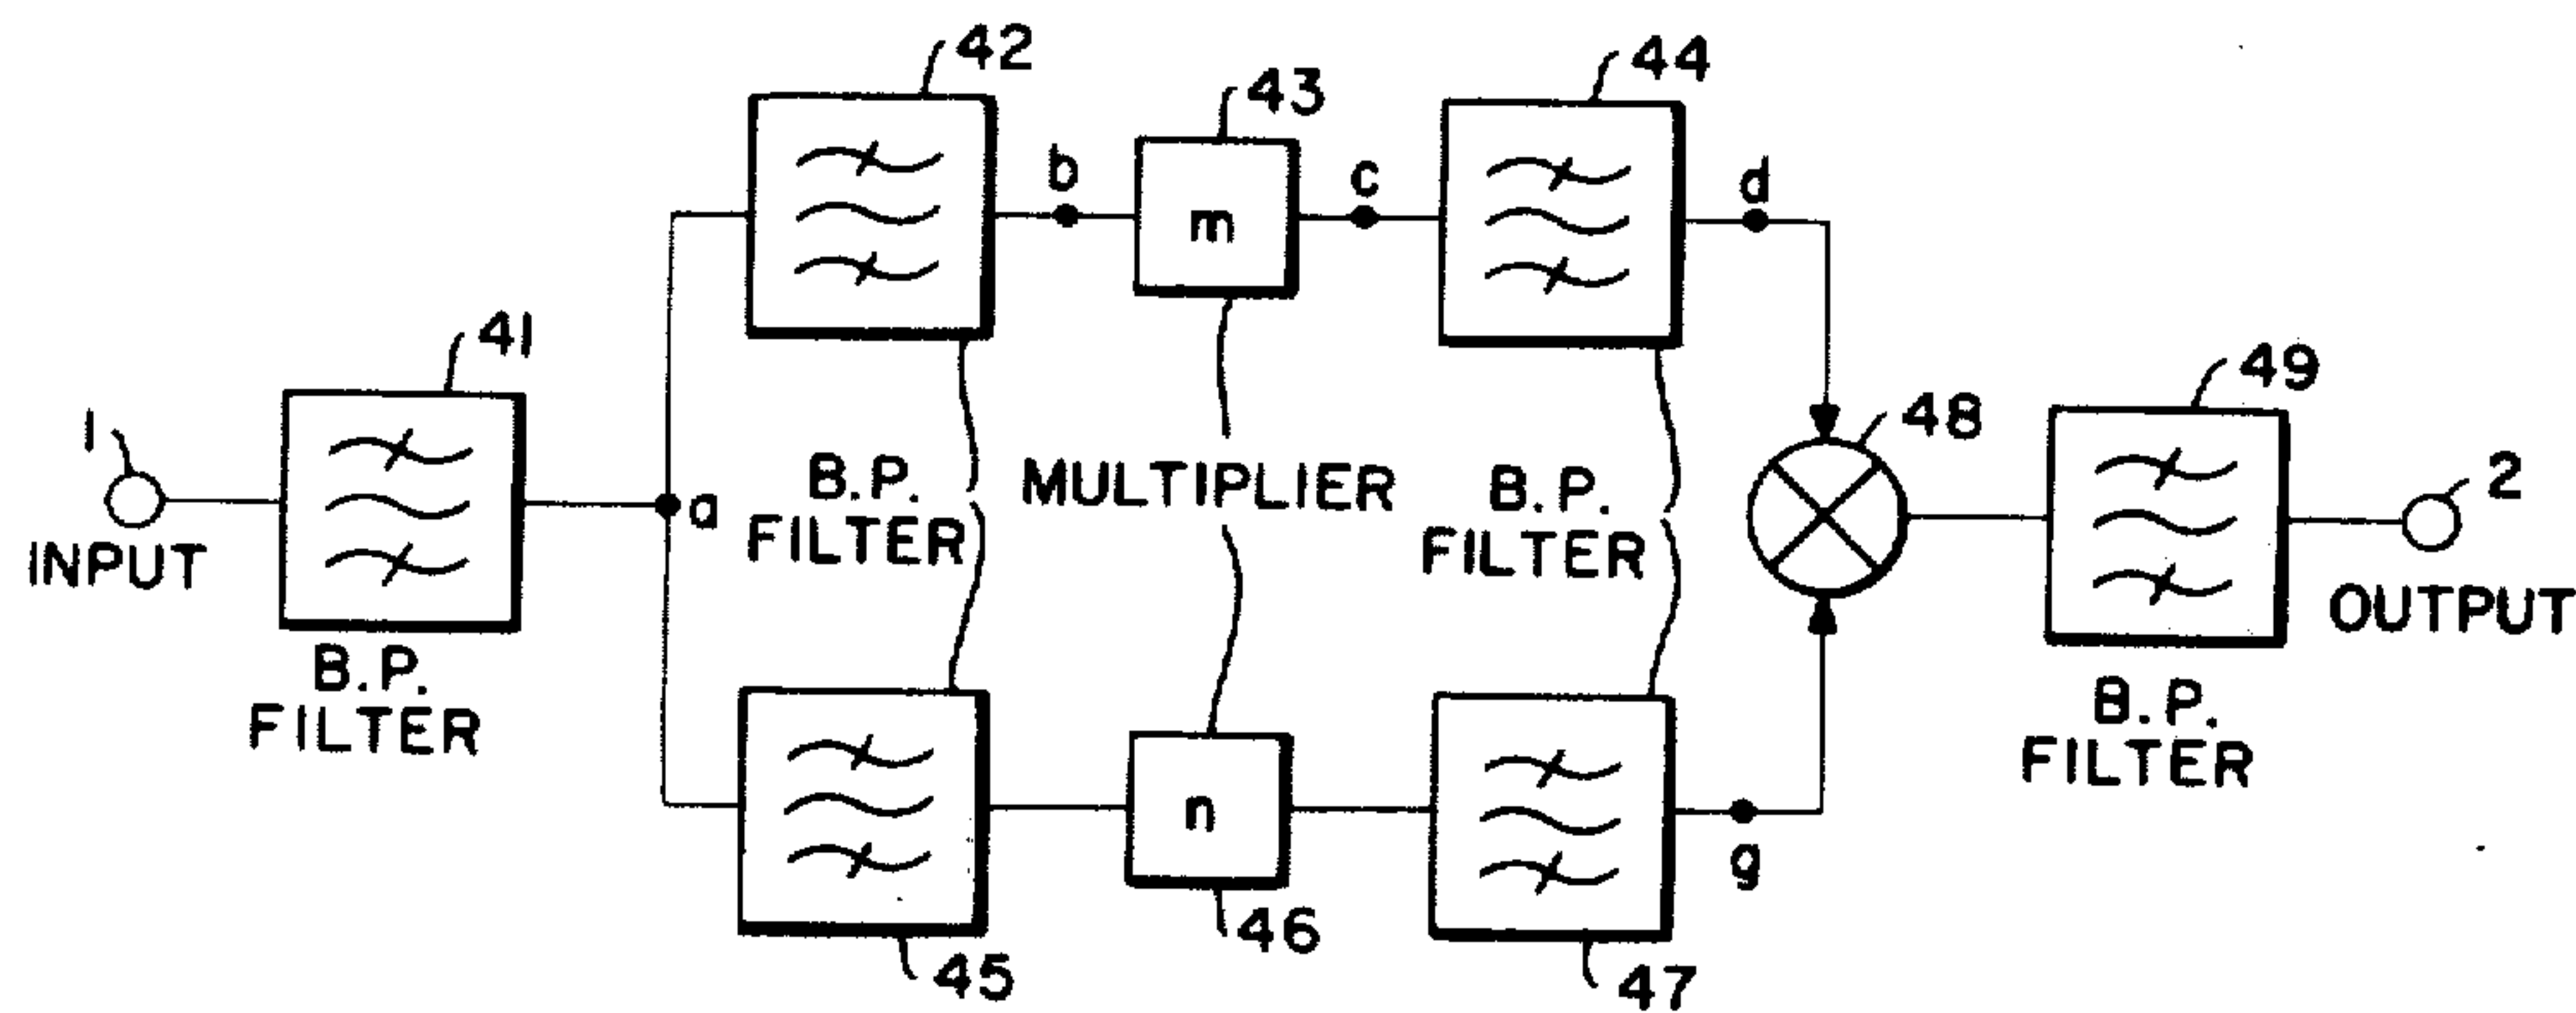 42
43
44
b
c
d
m
41
48
49
1
2
a
B.P.
FILTER
MULTIPLIER
B.P.
FILTER
INPUT
OUTPUT
B.P.
FILTER
B.P.
FILTER
n
g
45
46
47